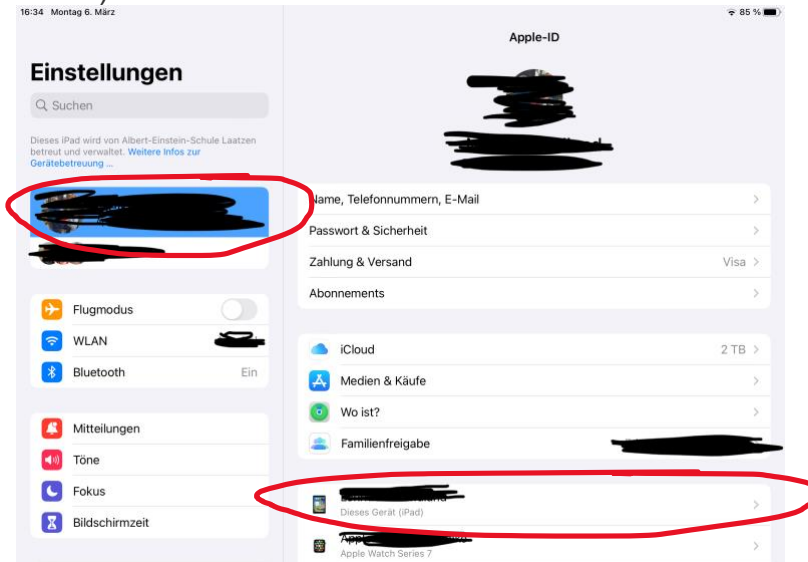 16:34 Montag 6. März
85 %
Einstellungen
Suchen
Dieses iPad wird von Albert-Einstein-Schule Laatzen
betreut und verwaltet. Weitere Infos zur
Gerätebetreuung ...
Flugmodus
WLAN
Bluetooth Ein
Mitteilungen
Töne
Fokus
Bildschirmzeit
Apple-ID
Name, Telefonnummern, E-Mail
Passwort & Sicherheit
Zahlung & Versand Visa
Abonnements
iCloud 2 TB
Medien & Käufe
Wo ist?
Familienfreigabe
Dieses Gerät (iPad)
Apple Watch Series 7